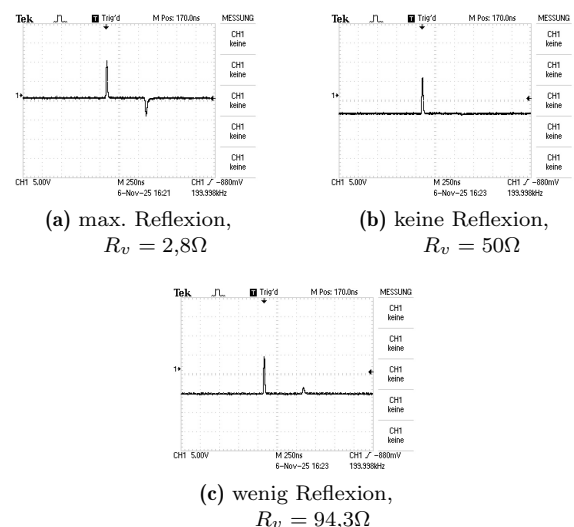 Tek
Trig'd
M Pos: 170.0ns
MESSUNG
CH1
keine
CH1
keine
1
CH1
keine
CH1
keine
CH1
keine
CH1 5.00V
M 250ns
CH1 ∫ -880mV
6-Nov-25 16:21
199.998kHz
(a) max. Reflexion,
Rv = 2,8Ω
Tek
Trig'd
M Pos: 170.0ns
MESSUNG
CH1
keine
CH1
keine
1
CH1
keine
CH1
keine
CH1
keine
CH1 5.00V
M 250ns
CH1 ∫ -880mV
6-Nov-25 16:23
199.998kHz
(b) keine Reflexion,
Rv = 50Ω
Tek
Trig'd
M Pos: 170.0ns
MESSUNG
CH1
keine
CH1
keine
1
CH1
keine
CH1
keine
CH1
keine
CH1 5.00V
M 250ns
CH1 ∫ -880mV
6-Nov-25 16:23
199.998kHz
(c) wenig Reflexion,
Rv = 94,3Ω